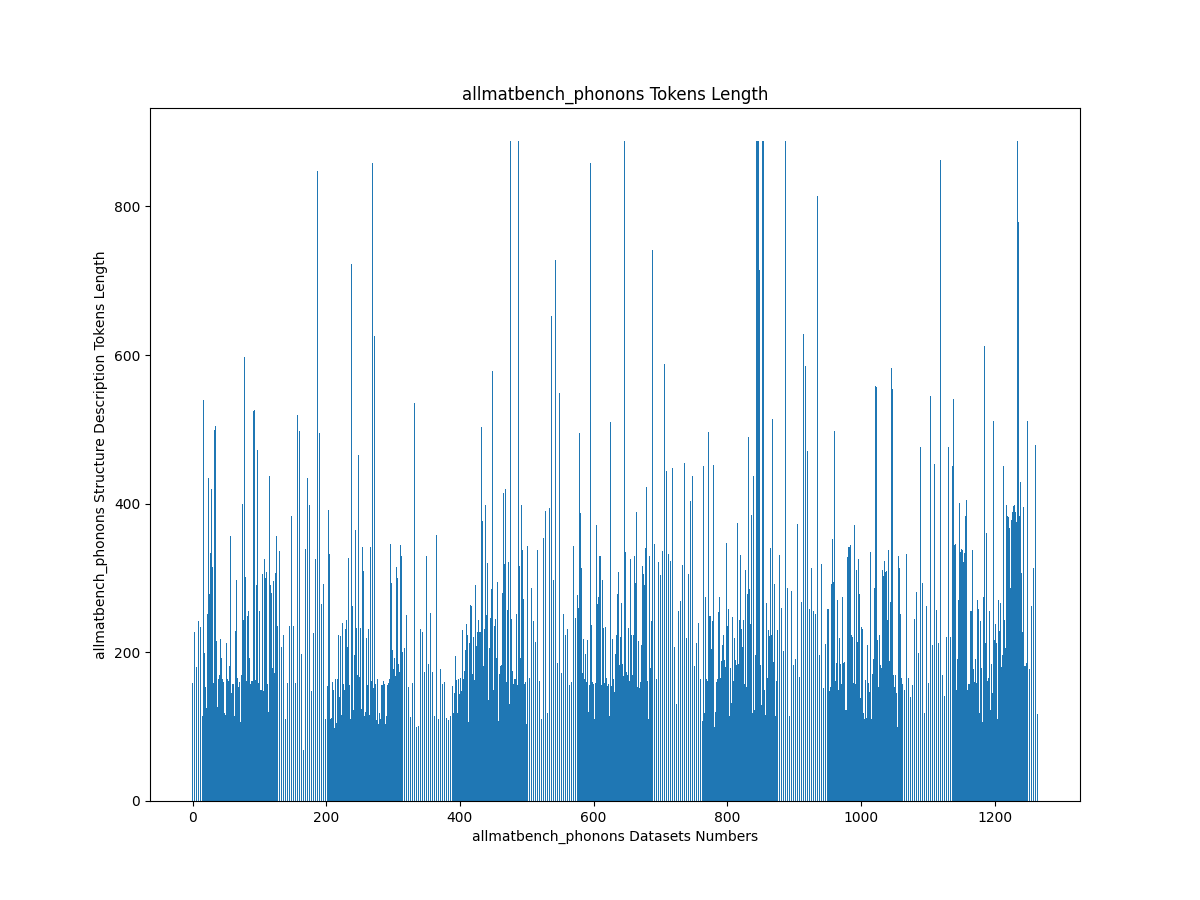 allmatbench_phonons Tokens Length
allmatbench_phonons Structure Description Tokens Length
800
600
400
200
0
0 200 400 600 800 1000 1200
allmatbench_phonons Datasets Numbers